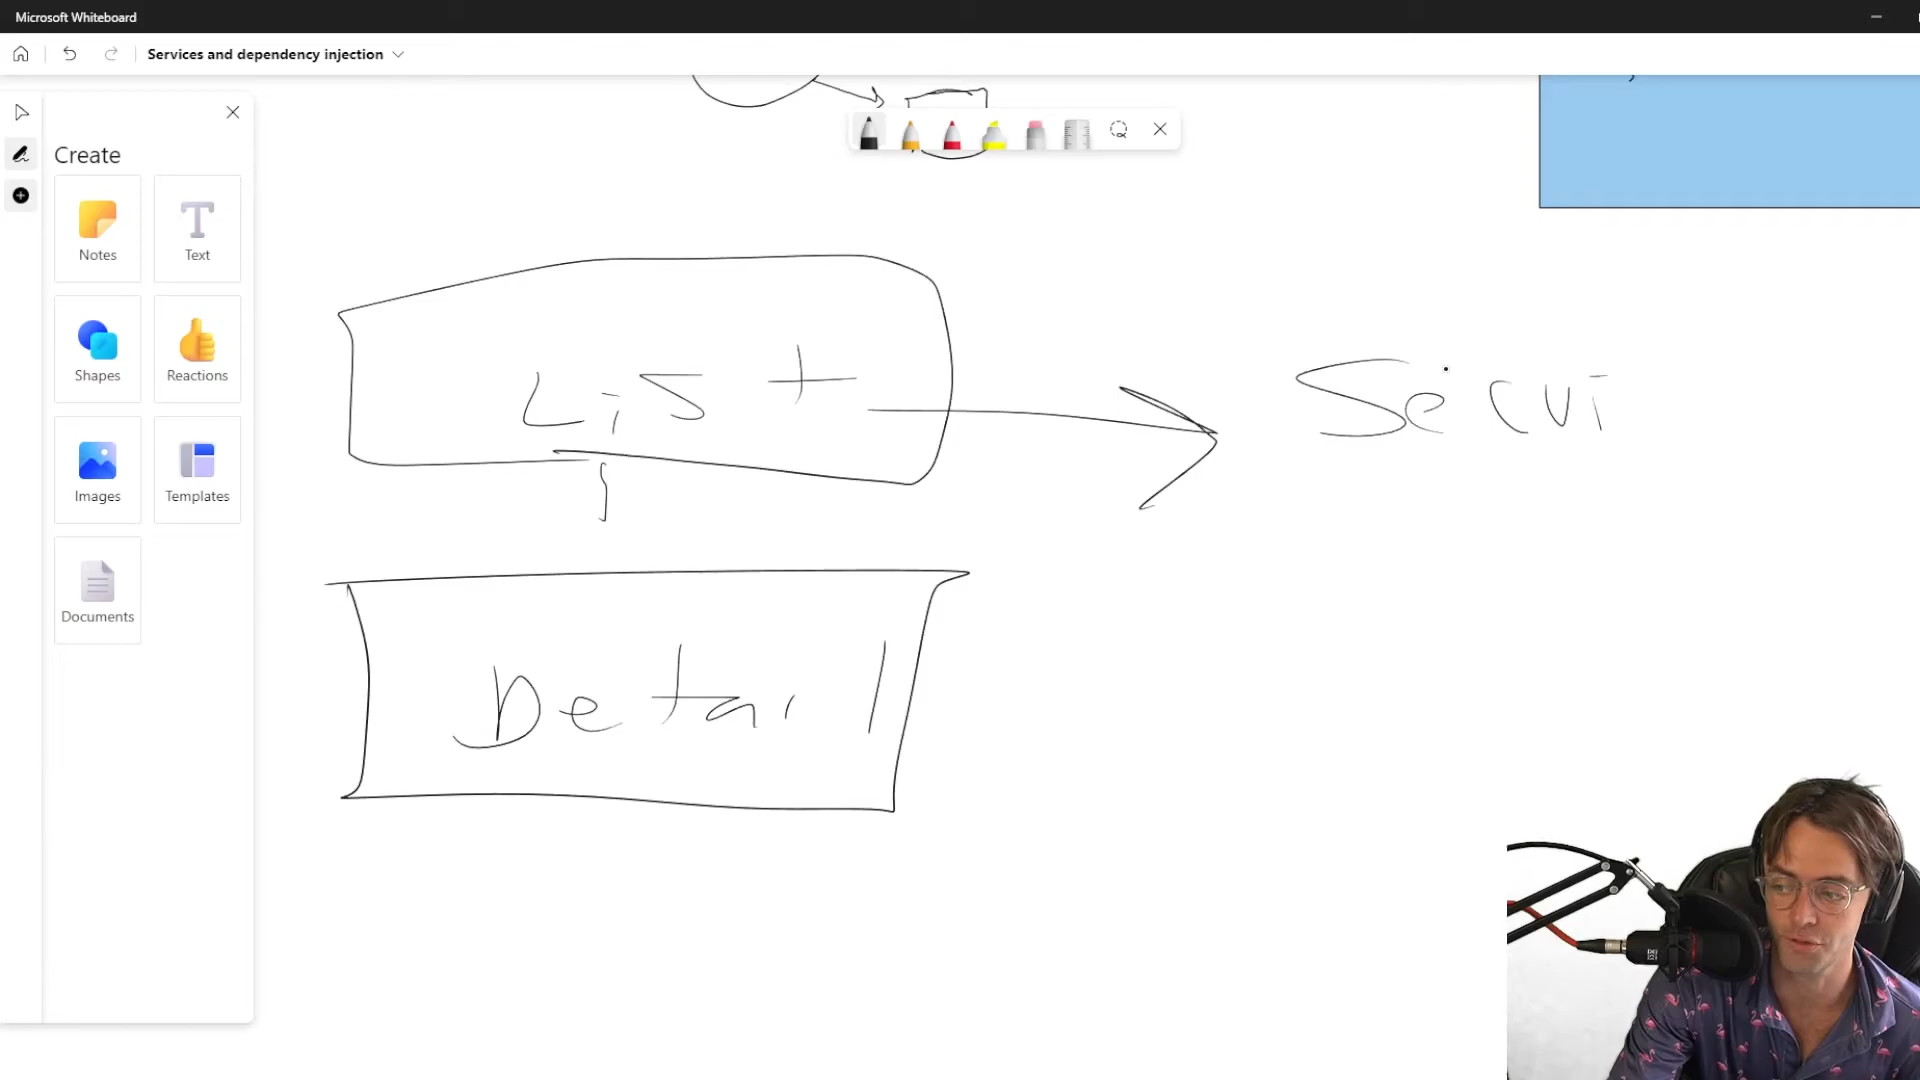 Microsoft Whiteboard
Services and dependency injection
Create
Notes
Text
Shapes
Reactions
Images
Templates
Documents
List
Servi
Detail